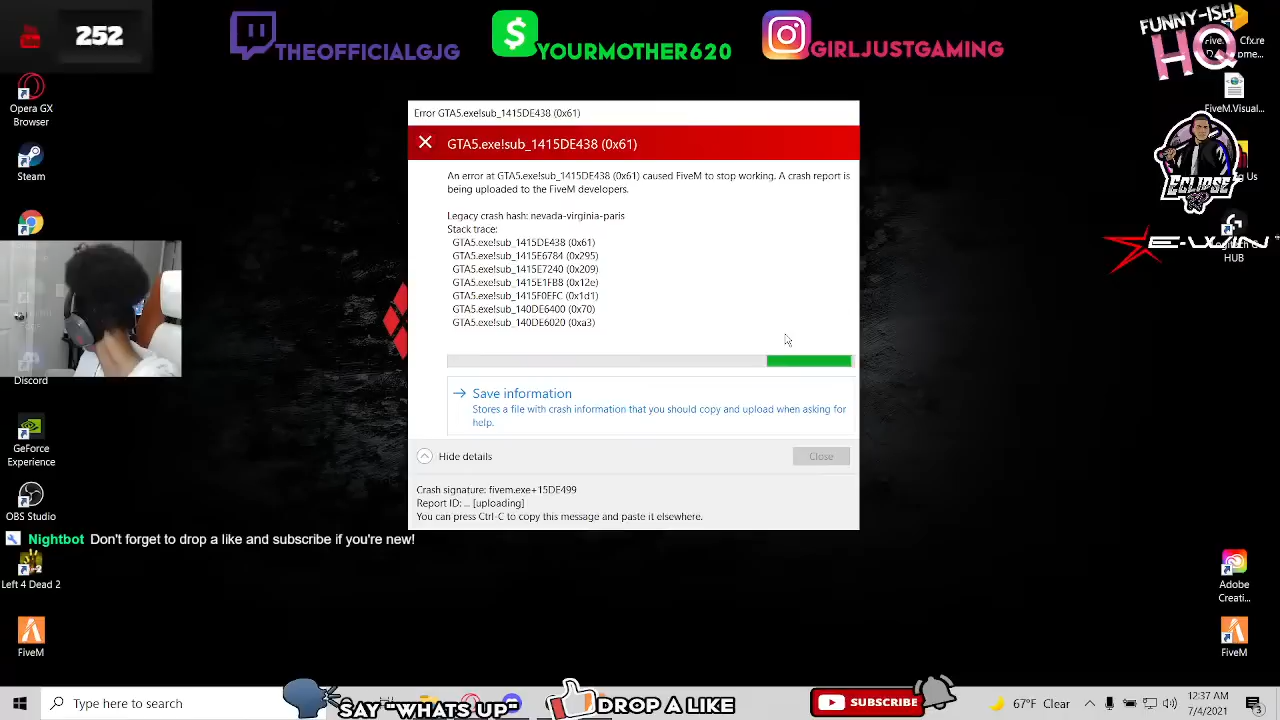 252
THEOFFICIALGJG
$ YOURMOTHER620
GIRLJUSTGAMING
FUNNY-ISH
HQ
Opera GX
Browser
Steam
Discord
GeForce
Experience
OBS Studio
Left 4 Dead 2
FiveM
Error GTA5.exe!sub_1415DE438 (0x61)
GTA5.exe!sub_1415DE438 (0x61)
An error at GTA5.exe!sub_1415DE438 (0x61) caused FiveM to stop working. A crash report is
being uploaded to the FiveM developers.
Legacy crash hash: nevada-virginia-paris
Stack trace:
GTA5.exe!sub_1415DE438 (0x61)
GTA5.exe!sub_1415E6784 (0x295)
GTA5.exe!sub_1415E7240 (0x209)
GTA5.exe!sub_1415E1FB8 (0x12e)
GTA5.exe!sub_1415F0EFC (0x1d1)
GTA5.exe!sub_140DE6400 (0x70)
GTA5.exe!sub_140DE6020 (0xa3)
Save information
Stores a file with crash information that you should copy and upload when asking for
help.
Hide details
Close
Crash signature: fivem.exe+15DE499
Report ID: ... [uploading]
You can press Ctrl-C to copy this message and paste it elsewhere.
Nightbot Don't forget to drop a like and subscribe if you're new!
Cfx.re
FiveM.Visual...
ECLIPSE
Us
HUB
Adobe
Creati...
FiveM
Type here to search
SAY "WHATS UP"
DROP A LIKE
SUBSCRIBE
67°F Clear
12:37 AM
7/4/2021
3